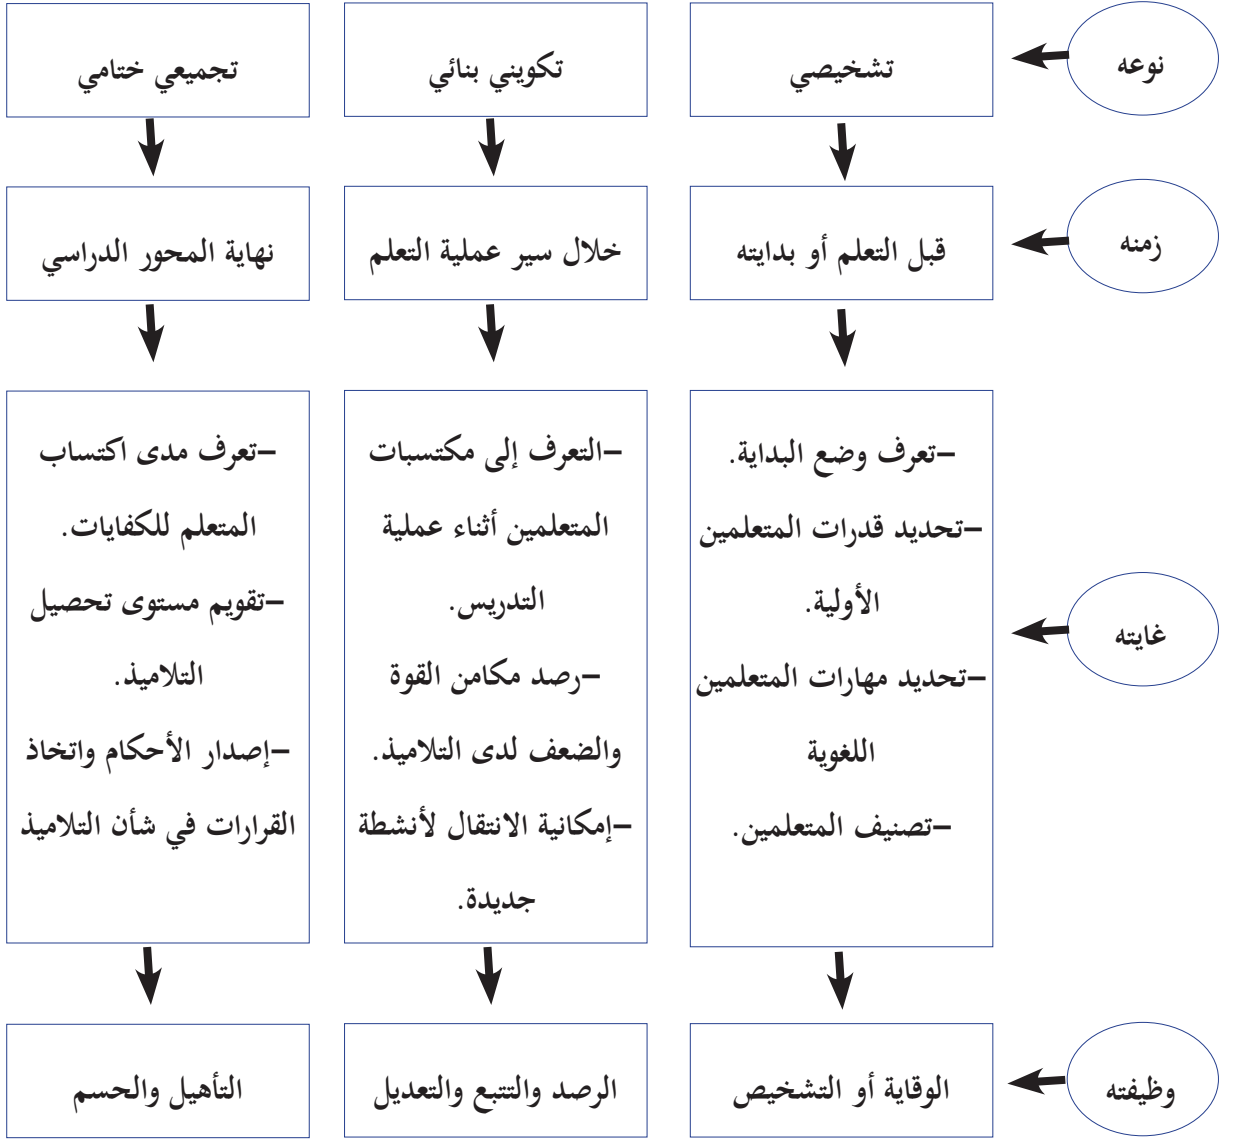 نوعه
تشخيصي
تكويني بنائي
تجميعي ختامي
زمنه
قبل التعلم أو بدايته
خلال سير عملية التعلم
نهاية المحور الدراسي
غايته
–تعرف وضع البداية.
–تحديد قدرات المتعلمين
الأولية.
–تحديد مهارات المتعلمين
اللغوية
–تصنيف المتعلمين.
–التعرف إلى مكتسبات
المتعلمين أثناء عملية
التدريس.
–رصد مكامن القوة
والضعف لدى التلاميذ.
–إمكانية الانتقال لأنشطة
جديدة.
–تعرف مدى اكتساب
المتعلم للكفايات.
–تقويم مستوى تحصيل
التلاميذ.
–إصدار الأحكام واتخاذ
القرارات في شأن التلاميذ
وظيفته
الوقاية أو التشخيص
الرصد والتتبع والتعديل
التأهيل والحسم